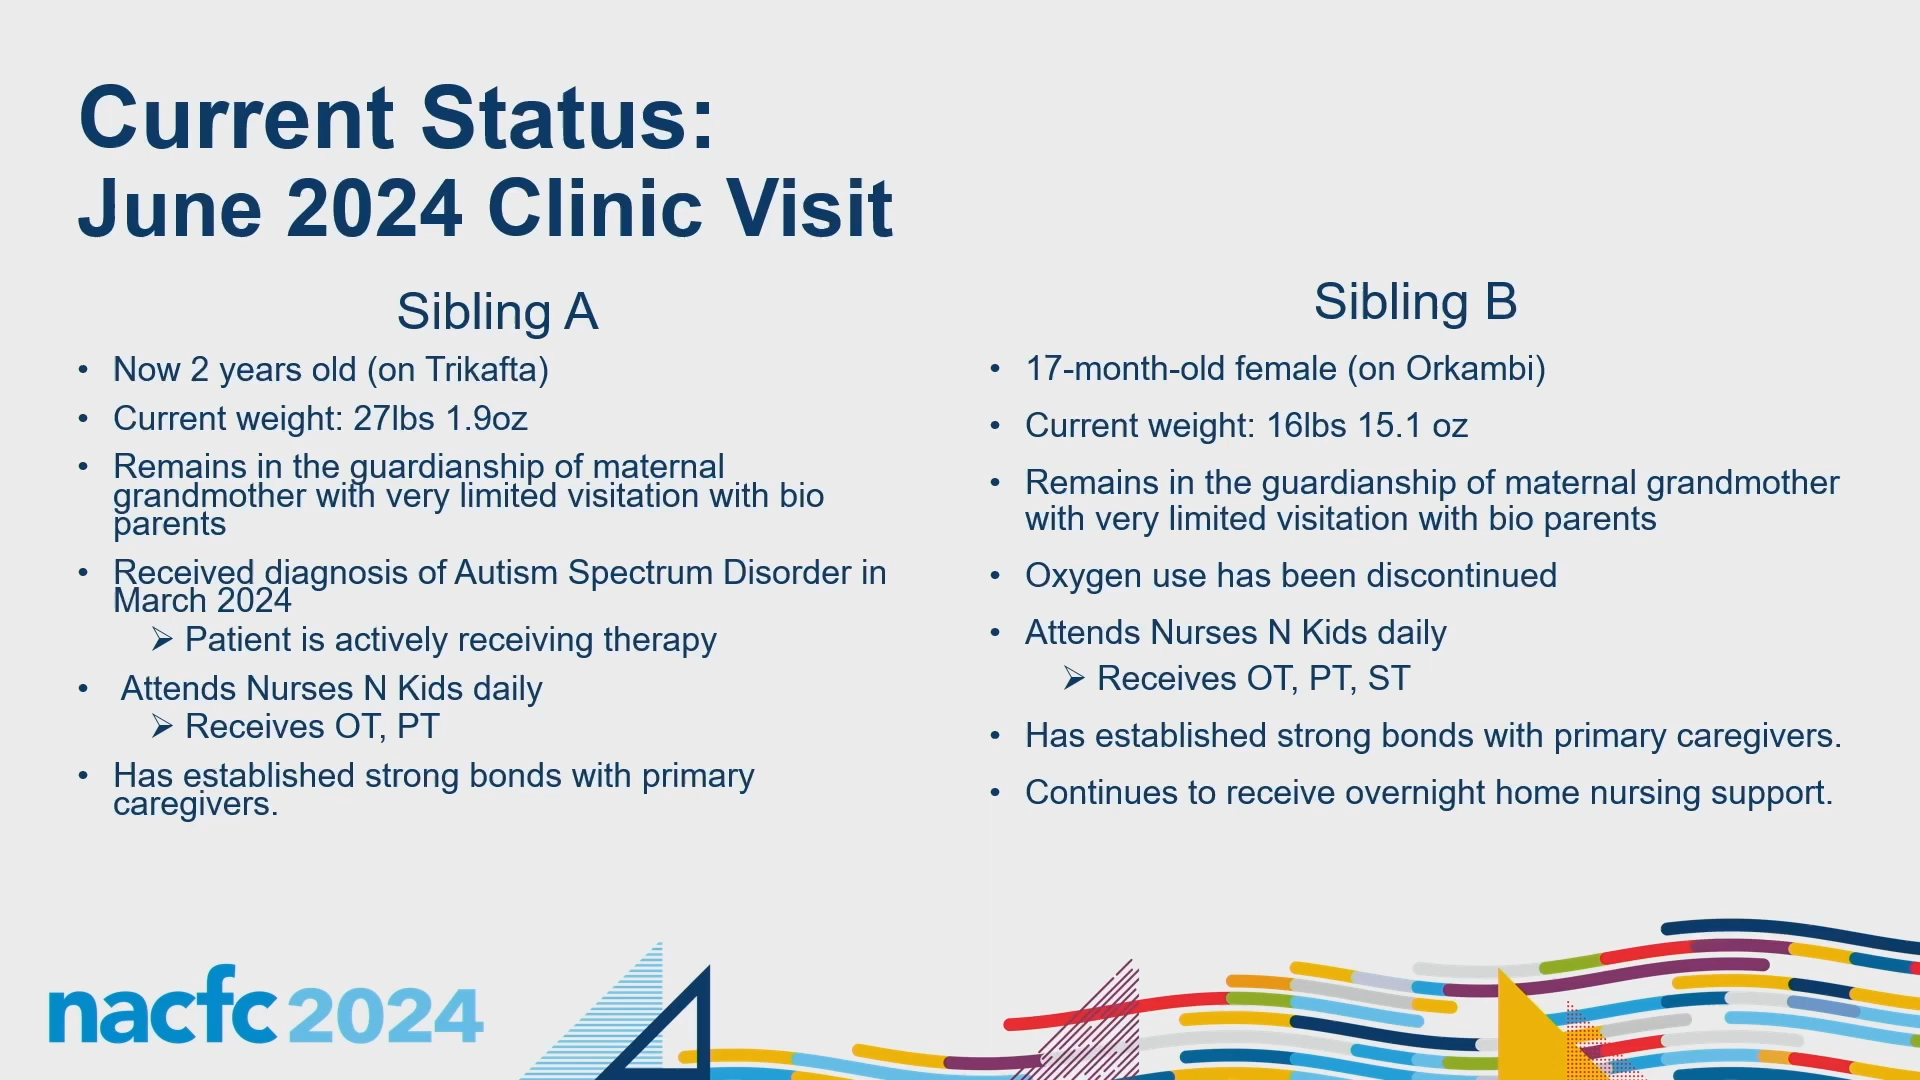 Current Status:
June 2024 Clinic Visit
Sibling A
• Now 2 years old (on Trikafta)
• Current weight: 27lbs 1.9oz
• Remains in the guardianship of maternal
grandmother with very limited visitation with bio
parents
• Received diagnosis of Autism Spectrum Disorder in
March 2024
➢ Patient is actively receiving therapy
• Attends Nurses N Kids daily
➢ Receives OT, PT
• Has established strong bonds with primary
caregivers.
Sibling B
• 17-month-old female (on Orkambi)
• Current weight: 16lbs 15.1 oz
• Remains in the guardianship of maternal grandmother
with very limited visitation with bio parents
• Oxygen use has been discontinued
• Attends Nurses N Kids daily
➢ Receives OT, PT, ST
• Has established strong bonds with primary caregivers.
• Continues to receive overnight home nursing support.
nacfc 2024